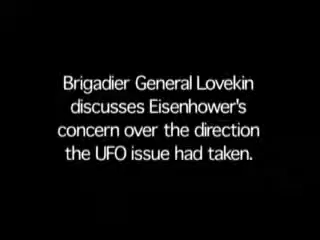 Brigadier General Lovekin
discusses Eisenhower's
concern over the direction
the UFO issue had taken.